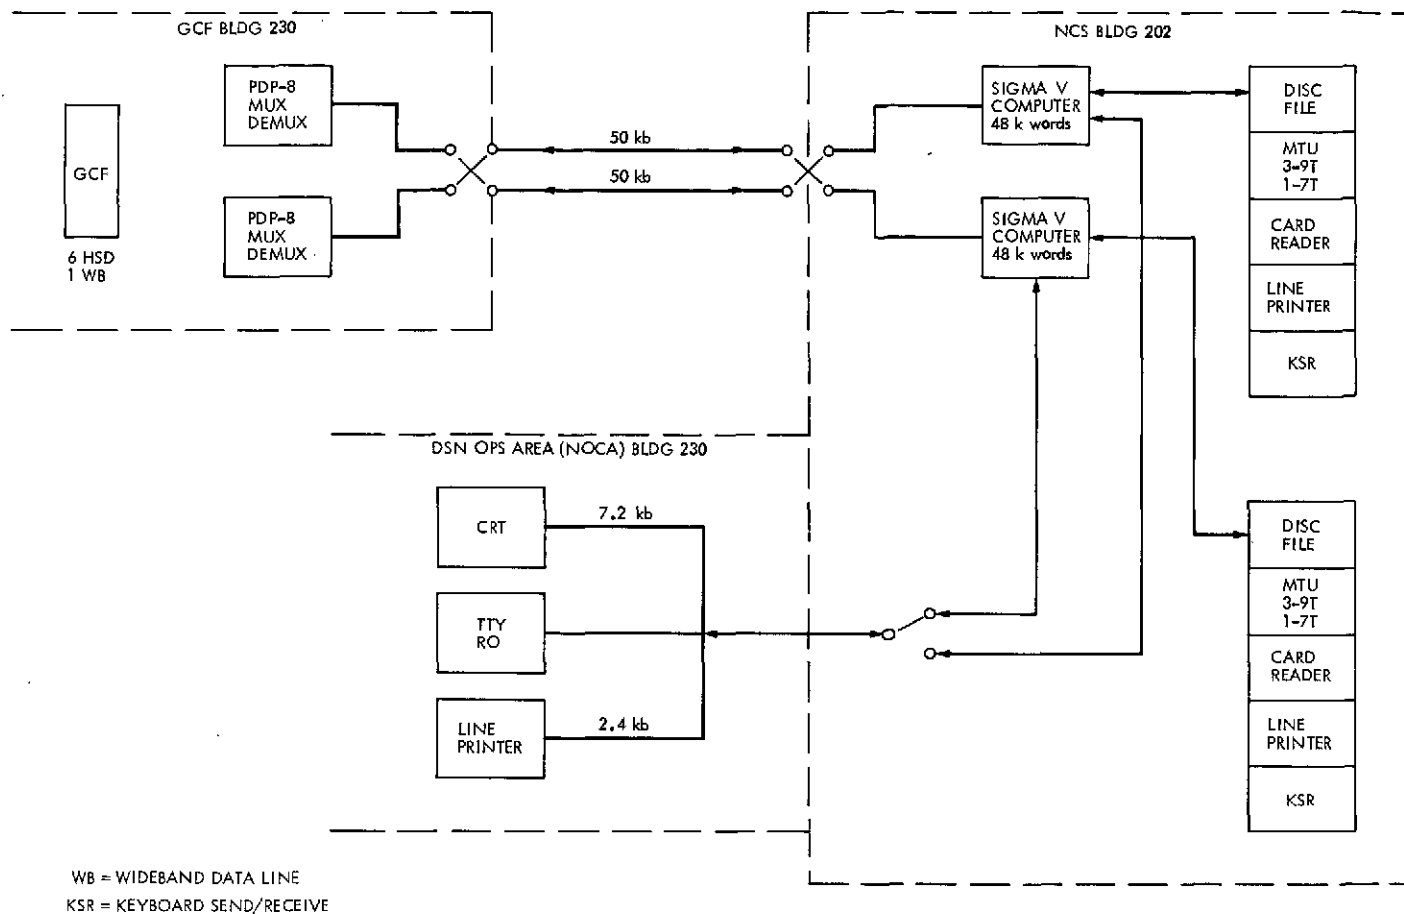 GCF BLDG 230
NCS BLDG 202
GCF
6 HSD
1 WB
PDP-8
MUX
DEMUX
PDP-8
MUX
DEMUX
50 kb
50 kb
SIGMA V
COMPUTER
48 k words
SIGMA V
COMPUTER
48 k words
DISC
FILE
MTU
3-9T
1-7T
CARD
READER
LINE
PRINTER
KSR
DSN OPS AREA (NOCA) BLDG 230
CRT
7.2 kb
TTY
RO
LINE
PRINTER
2.4 kb
DISC
FILE
MTU
3-9T
1-7T
CARD
READER
LINE
PRINTER
KSR
WB = WIDEBAND DATA LINE
KSR = KEYBOARD SEND/RECEIVE